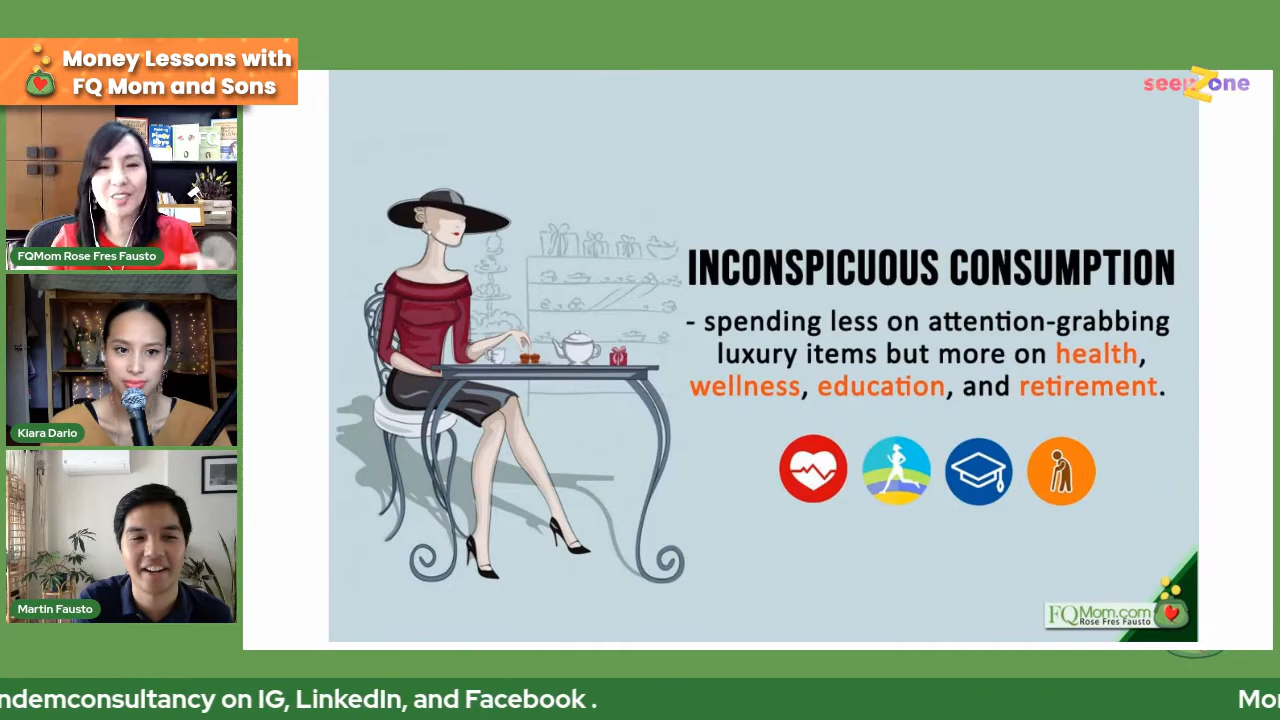 Money Lessons with
FQ Mom and Sons
seenZone
FQMom Rose Fres Fausto
Kiara Dario
Martin Fausto
INCONSPICUOUS CONSUMPTION
- spending less on attention-grabbing
luxury items but more on health,
wellness, education, and retirement.
FQMom.com
Rose Fres Fausto
ndemconsultancy on IG, LinkedIn, and Facebook .
Mo